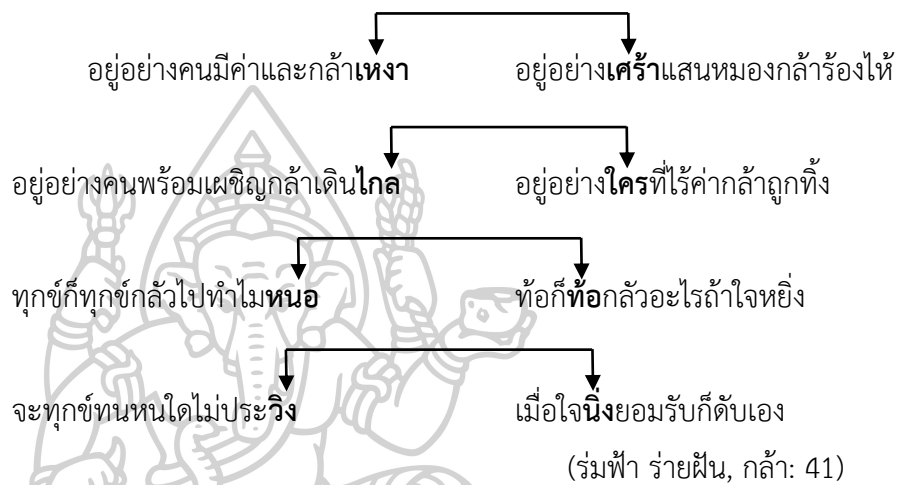 อยู่อย่างคนมีค่าและกล้าเหงา อยู่อย่างเศร้าแสนหมองกล้าร้องไห้
อยู่อย่างคนพร้อมเผชิญกล้าเดินไกล อยู่อย่างใครที่ไร้ค่ากล้าถูกทิ้ง
ทุกข์ก็ทุกข์กลัวไปทำไมหนอ ท้อก็ท้อกลัวอะไรถ้าใจหยิ่ง
จะทุกข์ทนหนใดไม่ประวิง เมื่อใจนิ่งยอมรับก็ดับเอง
(ร่มฟ้า ร่ายฝัน, กล้า: 41)